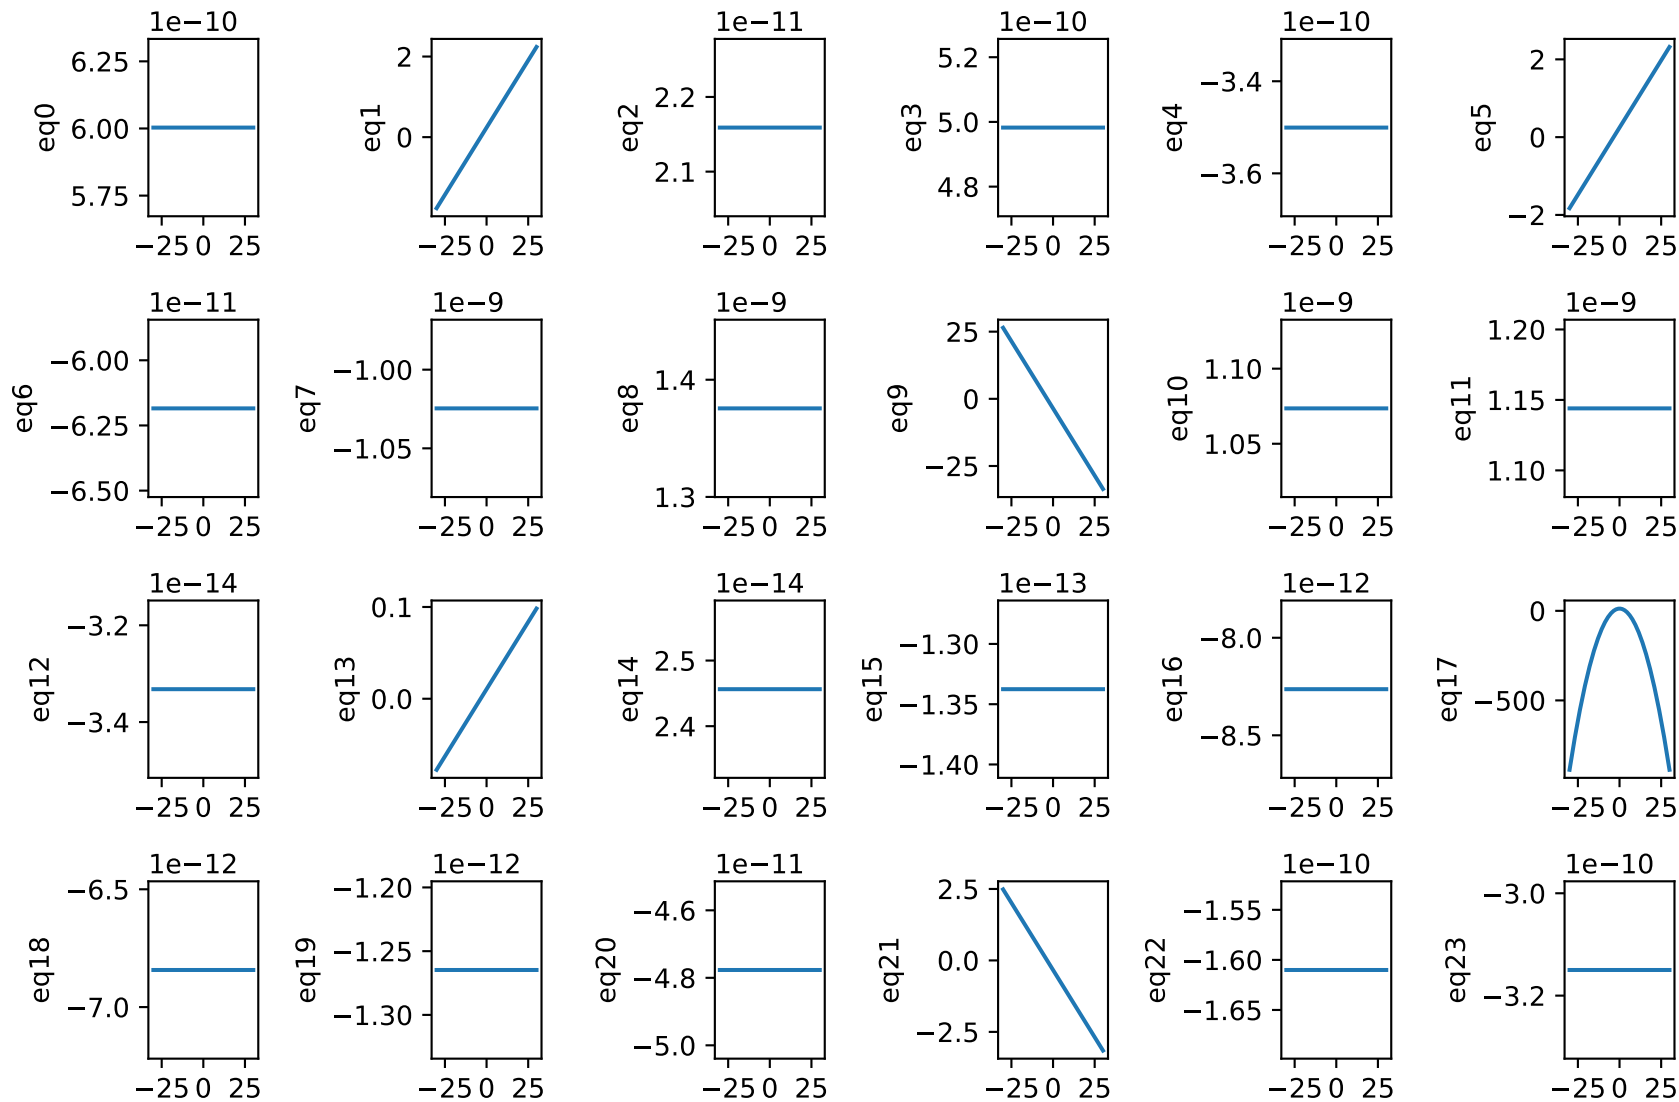 1e−10 1e−11 1e−10 1e−10
eq0 6.25 6.00 5.75 −25 0 25
eq1 2 0 −25 0 25
eq2 2.2 2.1 −25 0 25
eq3 5.2 5.0 4.8 −25 0 25
eq4 −3.4 −3.6 −25 0 25
eq5 2 0 −2 −25 0 25
1e−11 1e−9 1e−9 1e−9 1e−9
eq6 −6.00 −6.25 −6.50 −25 0 25
eq7 −1.00 −1.05 −25 0 25
eq8 1.4 1.3 −25 0 25
eq9 25 0 −25 −25 0 25
eq10 1.10 1.05 −25 0 25
eq11 1.20 1.15 1.10 −25 0 25
1e−14 1e−14 1e−13 1e−12
eq12 −3.2 −3.4 −25 0 25
eq13 0.1 0.0 −25 0 25
eq14 2.5 2.4 −25 0 25
eq15 −1.30 −1.35 −1.40 −25 0 25
eq16 −8.0 −8.5 −25 0 25
eq17 0 −500 −25 0 25
1e−12 1e−12 1e−11 1e−10 1e−10
eq18 −6.5 −7.0 −25 0 25
eq19 −1.20 −1.25 −1.30 −25 0 25
eq20 −4.6 −4.8 −5.0 −25 0 25
eq21 2.5 0.0 −2.5 −25 0 25
eq22 −1.55 −1.60 −1.65 −25 0 25
eq23 −3.0 −3.2 −25 0 25